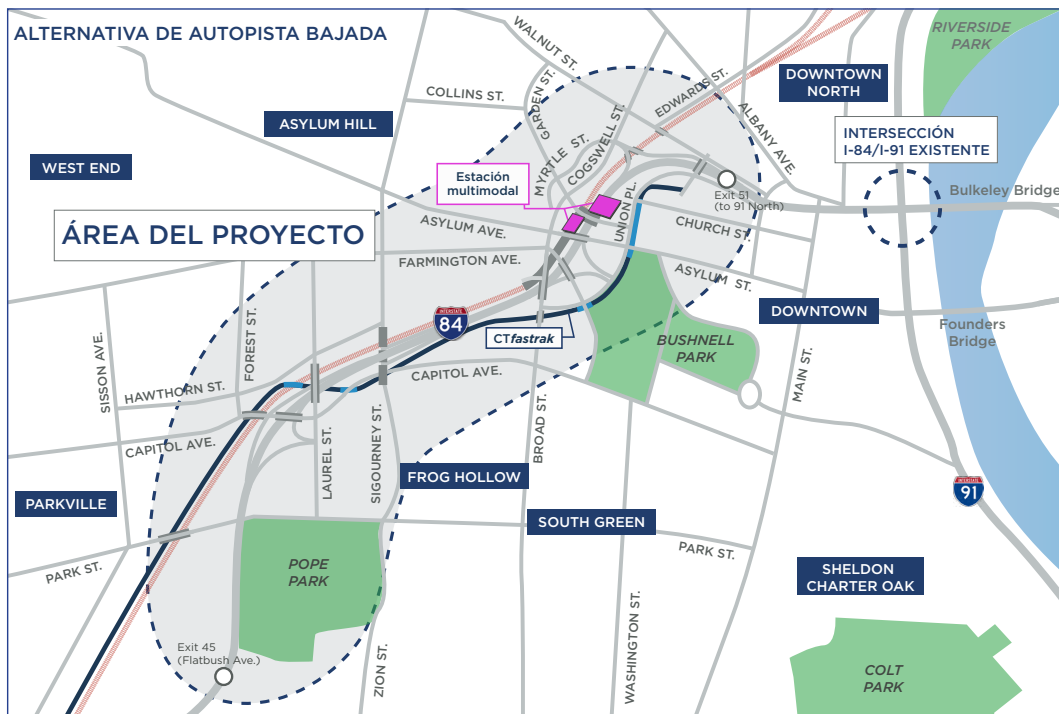 ALTERNATIVA DE AUTOPISTA BAJADA
RIVERSIDE
PARK
WALNUT ST.
DOWNTOWN
NORTH
COLLINS ST.
GARDEN ST.
EDWARDS ST.
ALBANY AVE.
ASYLUM HILL
INTERSECCIÓN
I-84/I-91 EXISTENTE
WEST END
MYRTLE ST.
COGSWELL ST.
Estación
multimodal
Exit 51
(to 91 North)
Bulkeley Bridge
ÁREA DEL PROYECTO
ASYLUM AVE.
UNION PL.
CHURCH ST.
FARMINGTON AVE.
ASYLUM ST.
DOWNTOWN
INTERSTATE
84
CTfastrak
BUSHNELL
PARK
Founders
Bridge
SISSON AVE.
FOREST ST.
HAWTHORN ST.
CAPITOL AVE.
MAIN ST.
CAPITOL AVE.
LAUREL ST.
SIGOURNEY ST.
BROAD ST.
FROG HOLLOW
INTERSTATE
91
PARKVILLE
SOUTH GREEN
PARK ST.
PARK ST.
POPE
PARK
SHELDON
CHARTER OAK
Exit 45
(Flatbush Ave.)
ZION ST.
WASHINGTON ST.
COLT
PARK